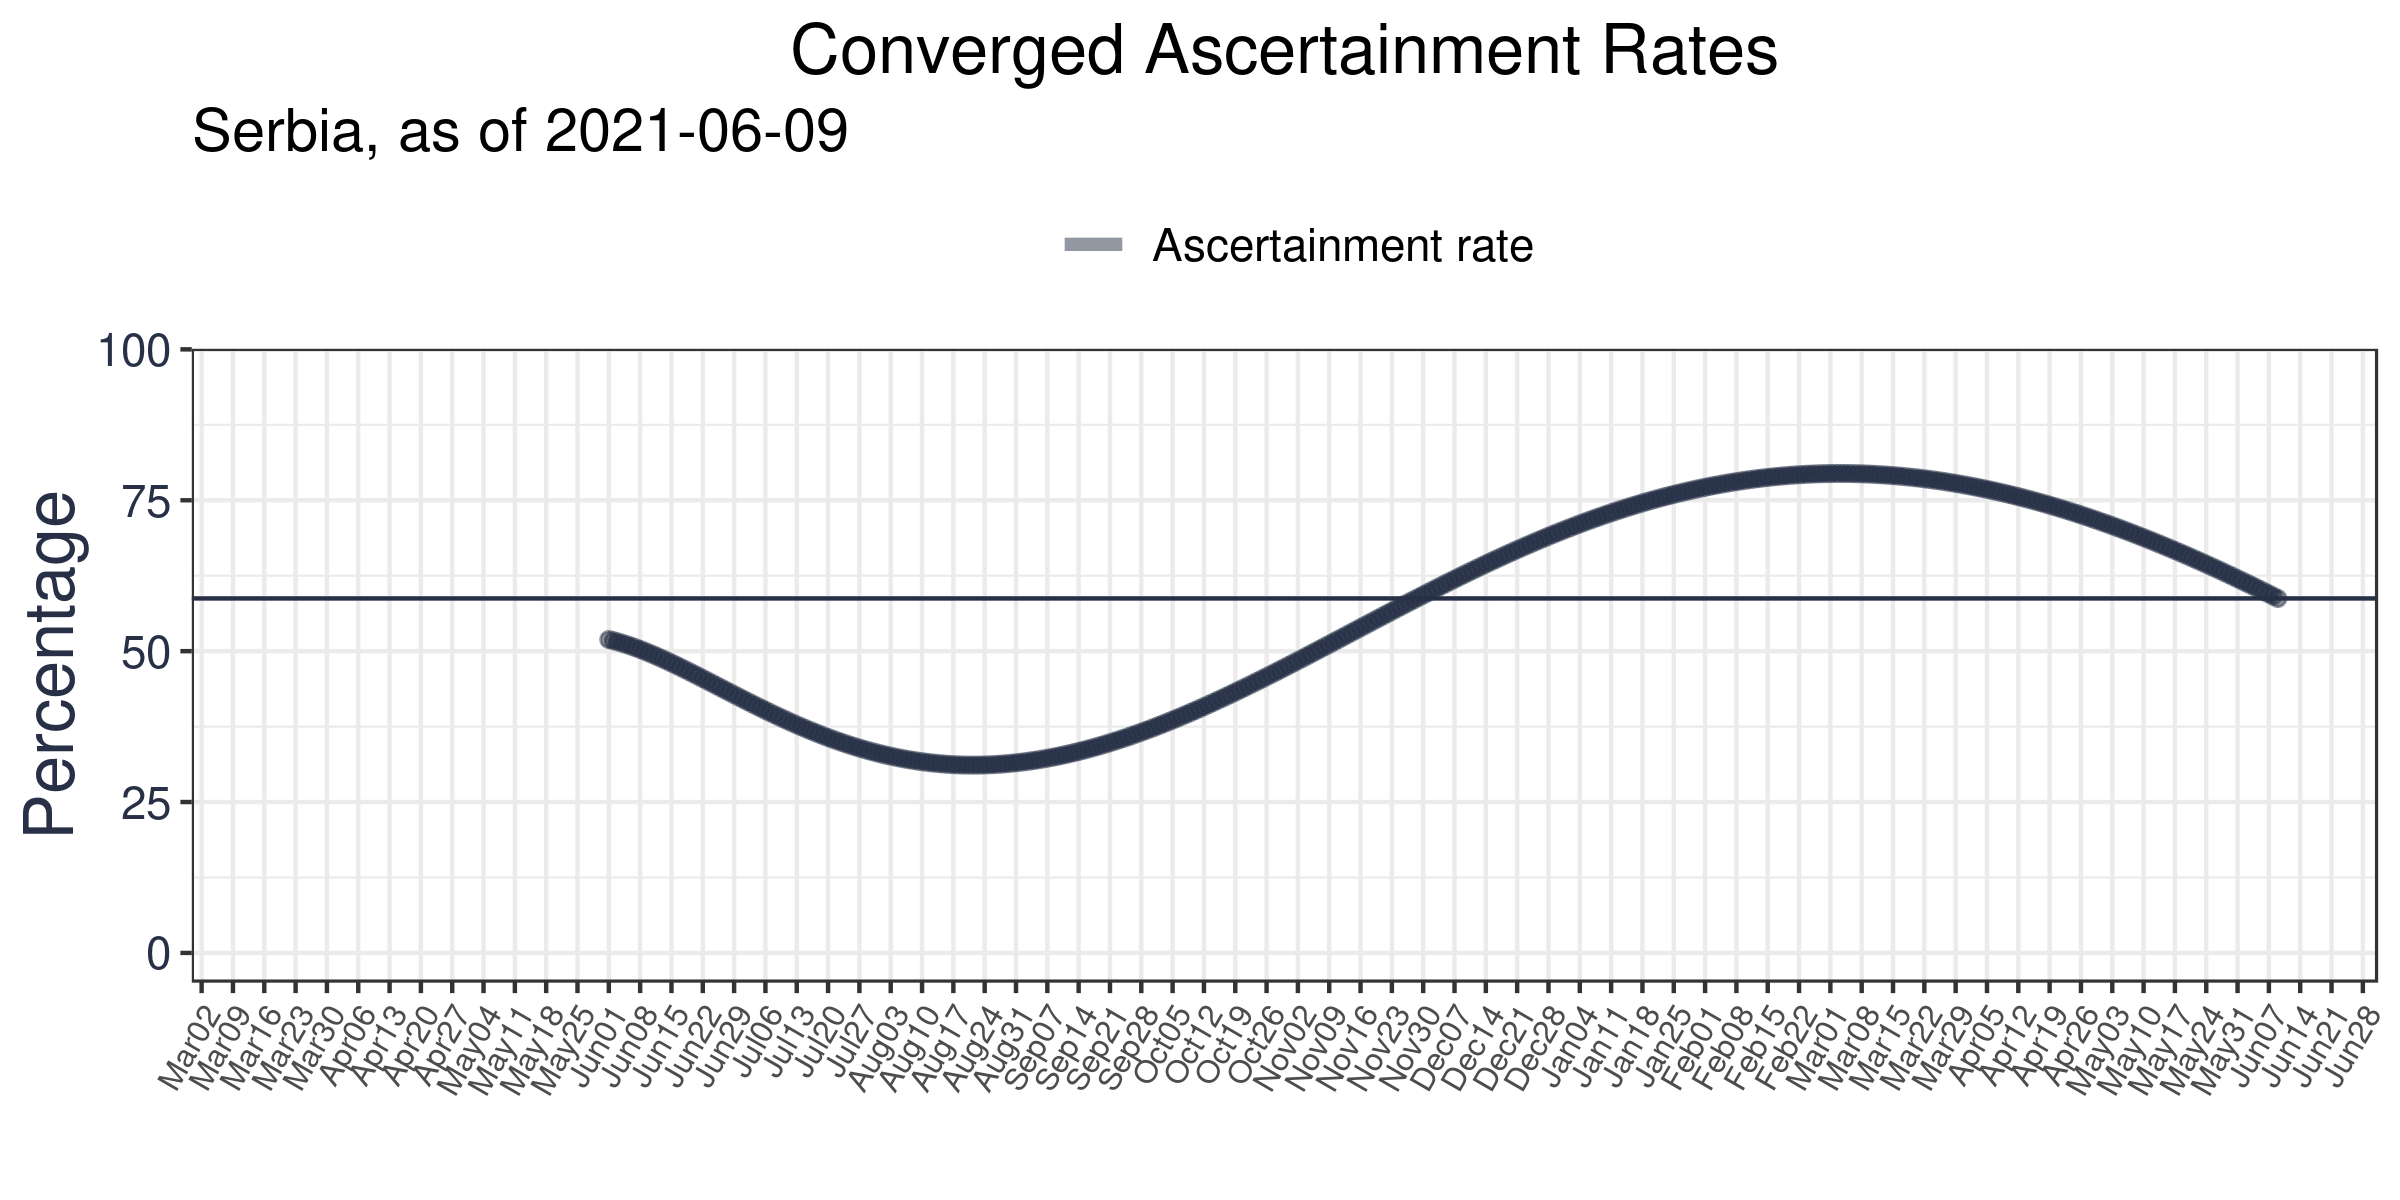 Converged Ascertainment Rates
Serbia, as of 2021-06-09
Ascertainment rate
Percentage
100
75
50
25
0
Mar02
Mar09
Mar16
Mar23
Mar30
Apr06
Apr13
Apr20
Apr27
May04
May11
May18
May25
Jun01
Jun08
Jun15
Jun22
Jun29
Jul06
Jul13
Jul20
Jul27
Aug03
Aug10
Aug17
Aug24
Aug31
Sep07
Sep14
Sep21
Sep28
Oct05
Oct12
Oct19
Oct26
Nov02
Nov09
Nov16
Nov23
Nov30
Dec07
Dec14
Dec21
Dec28
Jan04
Jan11
Jan18
Jan25
Feb01
Feb08
Feb15
Feb22
Mar01
Mar08
Mar15
Mar22
Mar29
Apr05
Apr12
Apr19
Apr26
May03
May10
May17
May24
May31
Jun07
Jun14
Jun21
Jun28